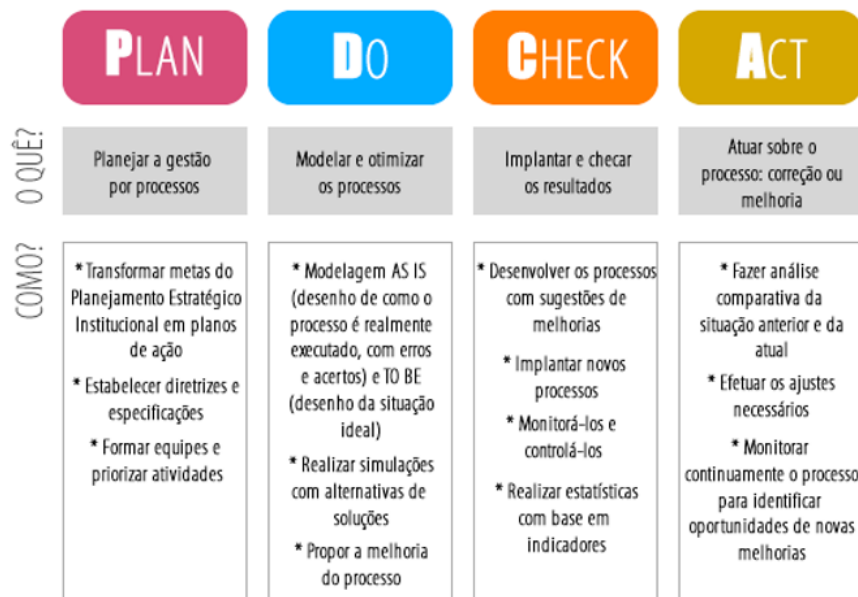 PLAN
DO
CHECK
ACT
O QUÊ?
Planejar a gestão
por processos
Modelar e otimizar
os processos
Implantar e checar
os resultados
Atuar sobre o
processo: correção ou
melhoria
COMO?
* Transformar metas do
Planejamento Estratégico
Institucional em planos
de ação
* Estabelecer diretrizes e
especificações
* Formar equipes e
priorizar atividades
* Modelagem AS IS
(desenho de como o
processo é realmente
executado, com erros
e acertos) e TO BE
(desenho da situação
ideal)
* Realizar simulações
com alternativas de
soluções
* Propor a melhoria
do processo
* Desenvolver os processos
com sugestões de
melhorias
* Implantar novos
processos
* Monitorá-los e
controlá-los
* Realizar estatísticas
com base em
indicadores
* Fazer análise
comparativa da
situação anterior e da
atual
* Efetuar os ajustes
necessários
* Monitorar
continuamente o processo
para identificar
oportunidades de novas
melhorias